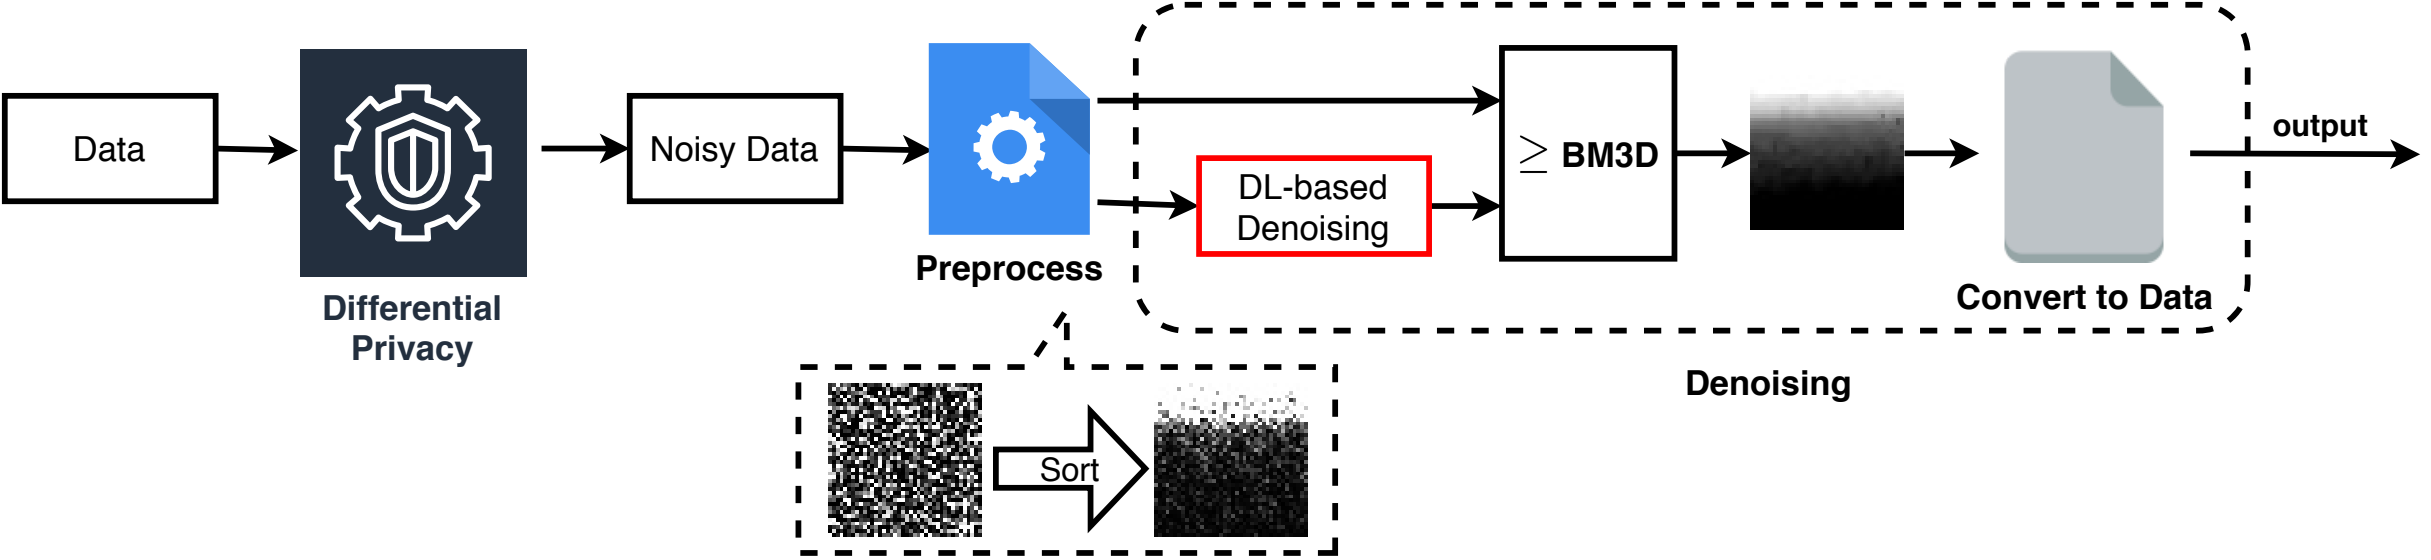 Data
Differential
Privacy
Noisy Data
Preprocess
Sort
DL-based
Denoising
≥ BM3D
Convert to Data
output
Denoising